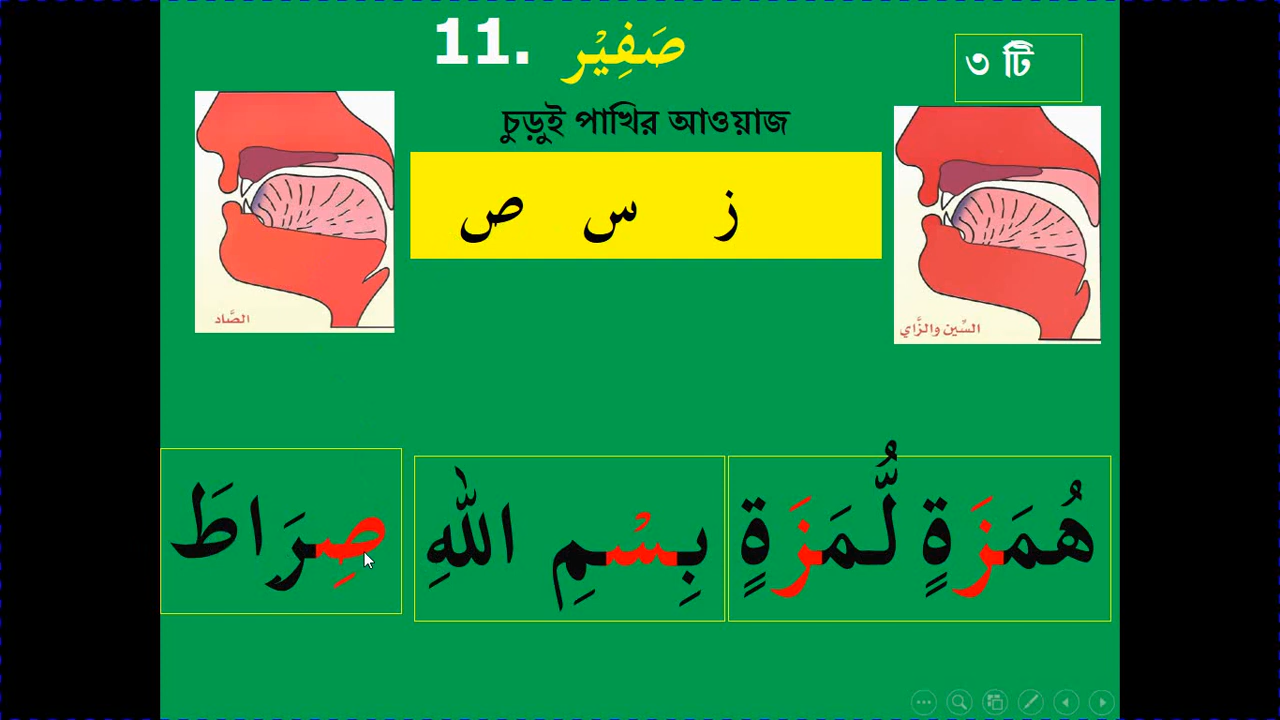 11. صَفِيْر
৩ টি
চুড়ুই পাখির আওয়াজ
ز س ص
الصَّاد
السِّين والزَّاي
هُمَزَةٍ لُّمَزَةٍ
بِسْمِ اللّٰهِ
صِرَاطَ